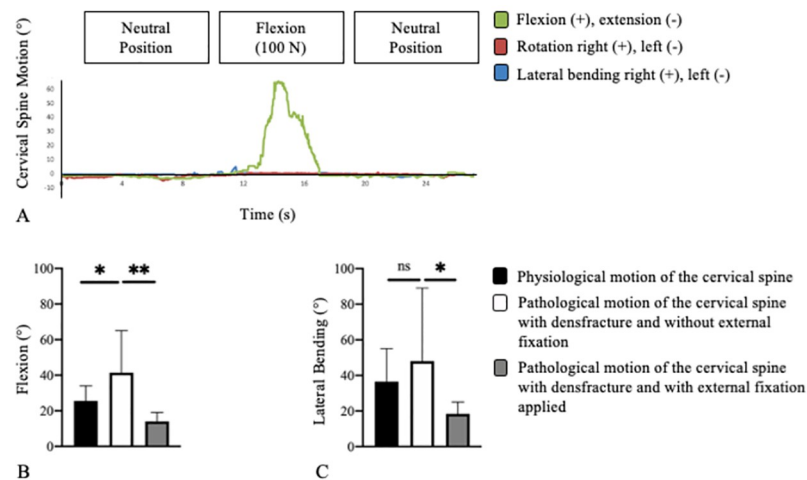 Neutral
Position
Flexion
(100 N)
Neutral
Position
Flexion (+), extension (-)
Rotation right (+), left (-)
Lateral bending right (+), left (-)
Cervical Spine Motion (°)
60
50
40
30
20
10
0
-10
4
8
12
16
20
24
A
Time (s)
Flexion (°)
100
80
60
40
20
0
*
**
B
Lateral Bending (°)
100
80
60
40
20
0
ns
*
C
Physiological motion of the cervical spine
Pathological motion of the cervical spine
with densfracture and without external
fixation
Pathological motion of the cervical spine
with densfracture and with external fixation
applied